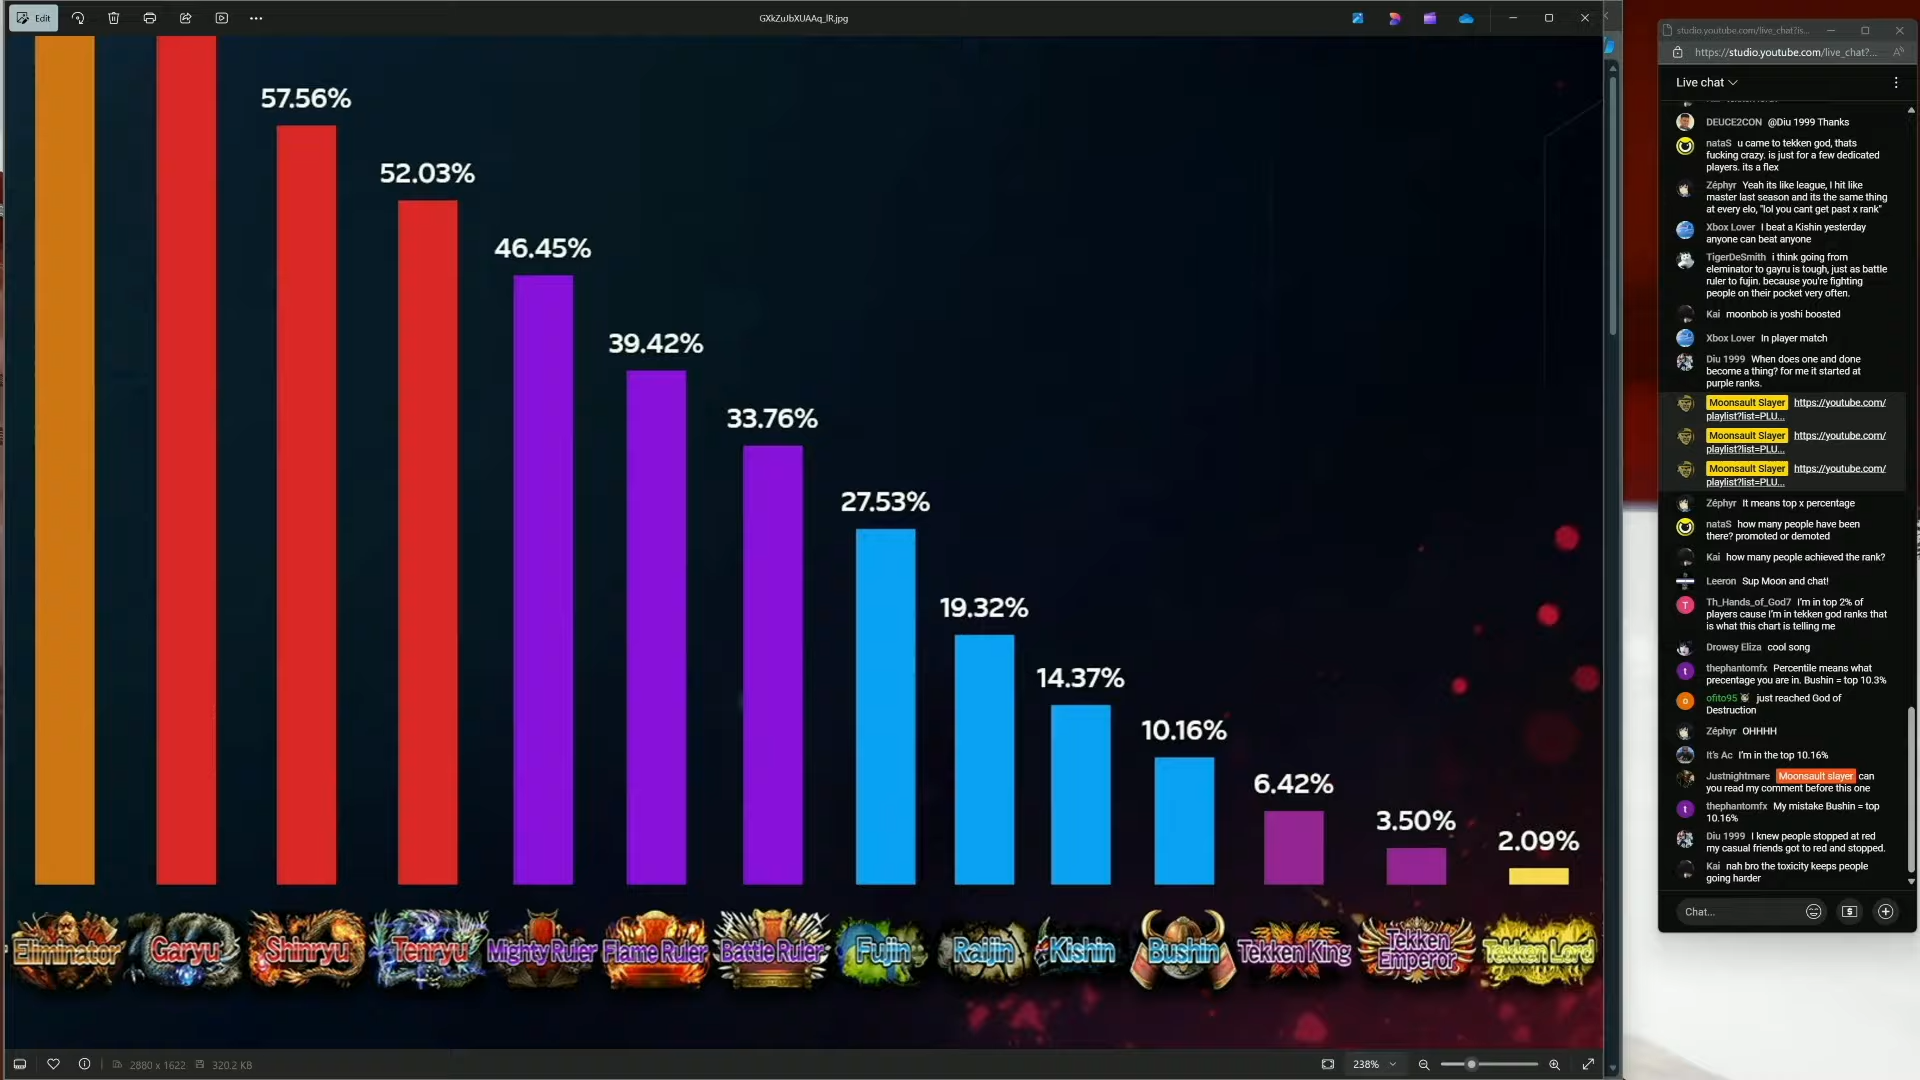 Edit
GXkZuJbXUAAq_lR.jpg
57.56%
52.03%
46.45%
39.42%
33.76%
27.53%
19.32%
14.37%
10.16%
6.42%
3.50%
2.09%
Eliminator
Garyu
Shinryu
Tenryu
Mighty Ruler
Flame Ruler
Battle Ruler
Fujin
Raijin
Kishin
Bushin
Tekken King
Tekken
Emperor
Tekken Lord
2880 x 1622
320.2 KB
238%
studio.youtube.com/live_chat?is...
https://studio.youtube.com/live_chat?...
Live chat
DEUCE2CON @Diu 1999 Thanks
nataS u came to tekken god, thats
fucking crazy. is just for a few dedicated
players. its a flex
Zéphyr Yeah its like league, I hit like
master last season and its the same thing
at every elo, "lol you cant get past x rank"
Xbox Lover I beat a Kishin yesterday
anyone can beat anyone
TigerDeSmith i think going from
eleminator to gayru is tough, just as battle
ruler to fujin. because you're fighting
people on their pocket very often.
Kai moonbob is yoshi boosted
Xbox Lover In player match
Diu 1999 When does one and done
become a thing? for me it started at
purple ranks.
Moonsault Slayer https://youtube.com/
playlist?list=PLU...
Moonsault Slayer https://youtube.com/
playlist?list=PLU...
Moonsault Slayer https://youtube.com/
playlist?list=PLU...
Zéphyr It means top x percentage
nataS how many people have been
there? promoted or demoted
Kai how many people achieved the rank?
Leeron Sup Moon and chat!
Th_Hands_of_God7 I'm in top 2% of
players cause I'm in tekken god ranks that
is what this chart is telling me
Drowsy Eliza cool song
thephantomfx Percentile means what
precentage you are in. Bushin = top 10.3%
ofito95 just reached God of
Destruction
Zéphyr OHHHH
It's Ac I'm in the top 10.16%
Justnightmare Moonsault slayer can
you read my comment before this one
thephantomfx My mistake Bushin = top
10.16%
Diu 1999 I knew people stopped at red
my casual friends got to red and stopped.
Kai nah bro the toxicity keeps people
going harder
Chat...